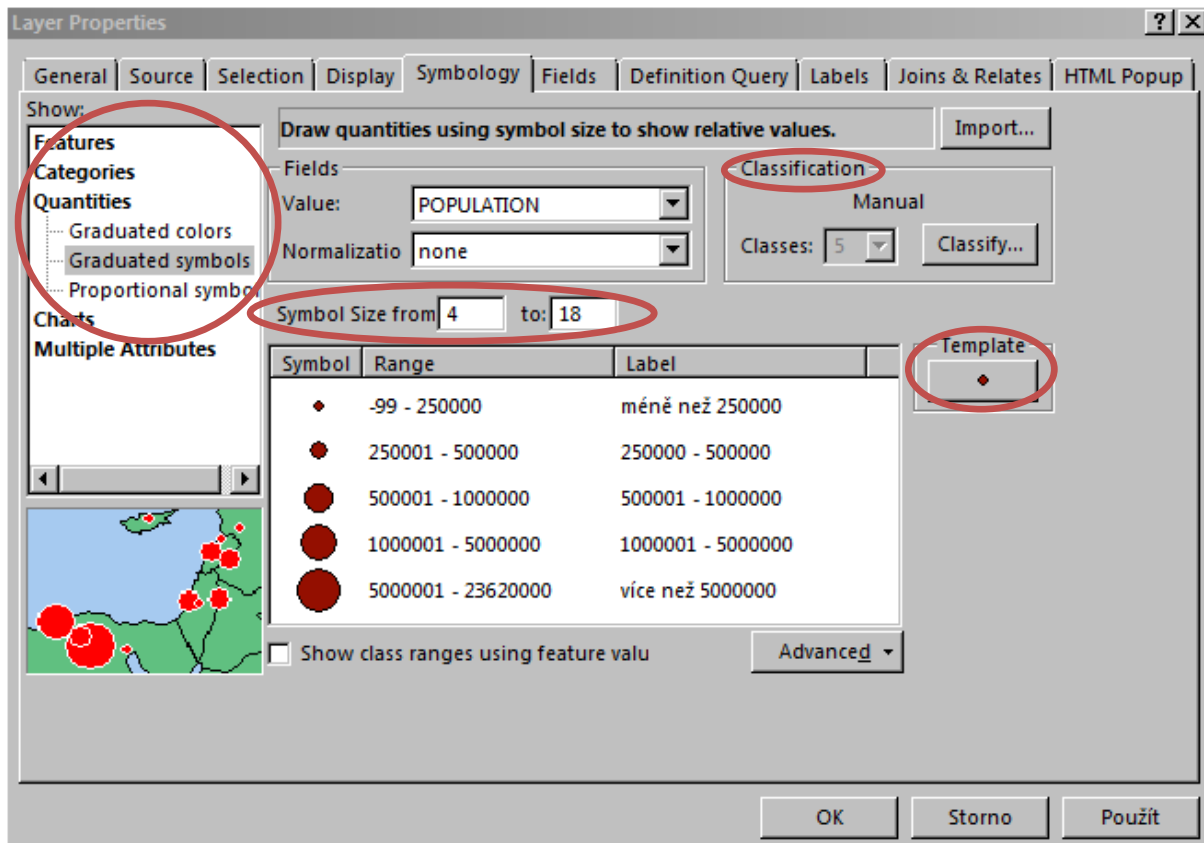 Layer Properties
General Source Selection Display Symbology Fields Definition Query Labels Joins & Relates HTML Popup
Show:
Features
Categories
Quantities
Graduated colors
Graduated symbols
Proportional symbol
Charts
Multiple Attributes
Draw quantities using symbol size to show relative values.
Import...
Fields
Value: POPULATION
Normalizatio none
Classification
Manual
Classes: 5 Classify...
Symbol Size from 4 to: 18
Symbol Range Label
-99 - 250000 méně než 250000
250001 - 500000 250000 - 500000
500001 - 1000000 500001 - 1000000
1000001 - 5000000 1000001 - 5000000
5000001 - 23620000 více než 5000000
Template
Show class ranges using feature valu
Advanced
OK Storno Použít